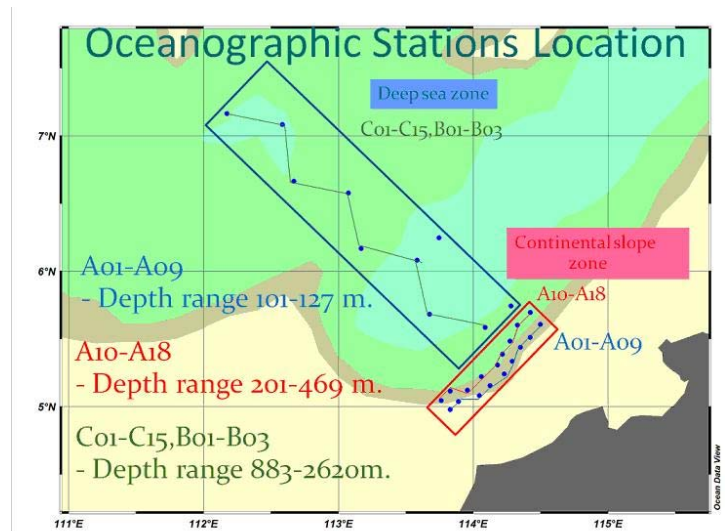 Oceanographic Stations Location
Deep sea zone
C01-C15,B01-B03
7°N
Continental slope
zone
6°N
A01-A09
- Depth range 101-127 m.
A10-A18
A01-A09
A10-A18
- Depth range 201-469 m.
5°N
C01-C15,B01-B03
- Depth range 883-2620m.
Ocean Data View
111°E
112°E
113°E
114°E
115°E